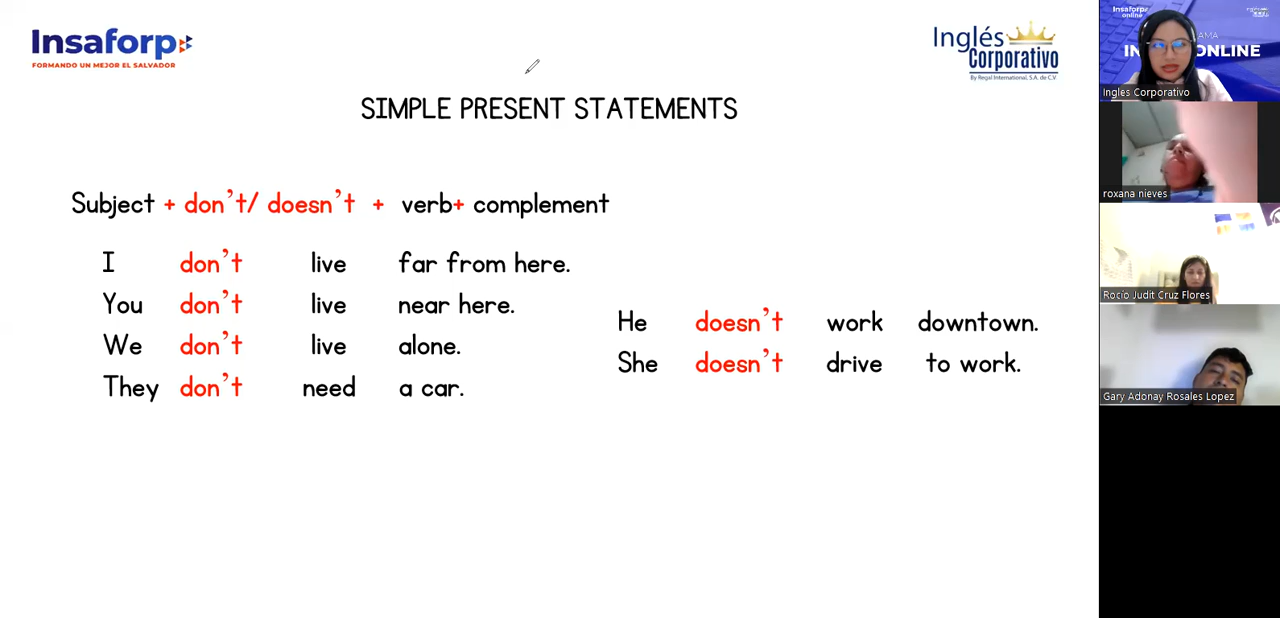 Insaforp
FORMANDO UN MEJOR EL SALVADOR
Inglés
Corporativo
By Regal International, S.A. de C.V.
SIMPLE PRESENT STATEMENTS
Subject + don't/ doesn't + verb+ complement
I don't live far from here.
You don't live near here.
We don't live alone.
They don't need a car.
He doesn't work downtown.
She doesn't drive to work.
Insaforp
online
ONLINE
Ingles Corporativo
roxana nieves
Rocío Judit Cruz Flores
Gary Adonay Rosales Lopez